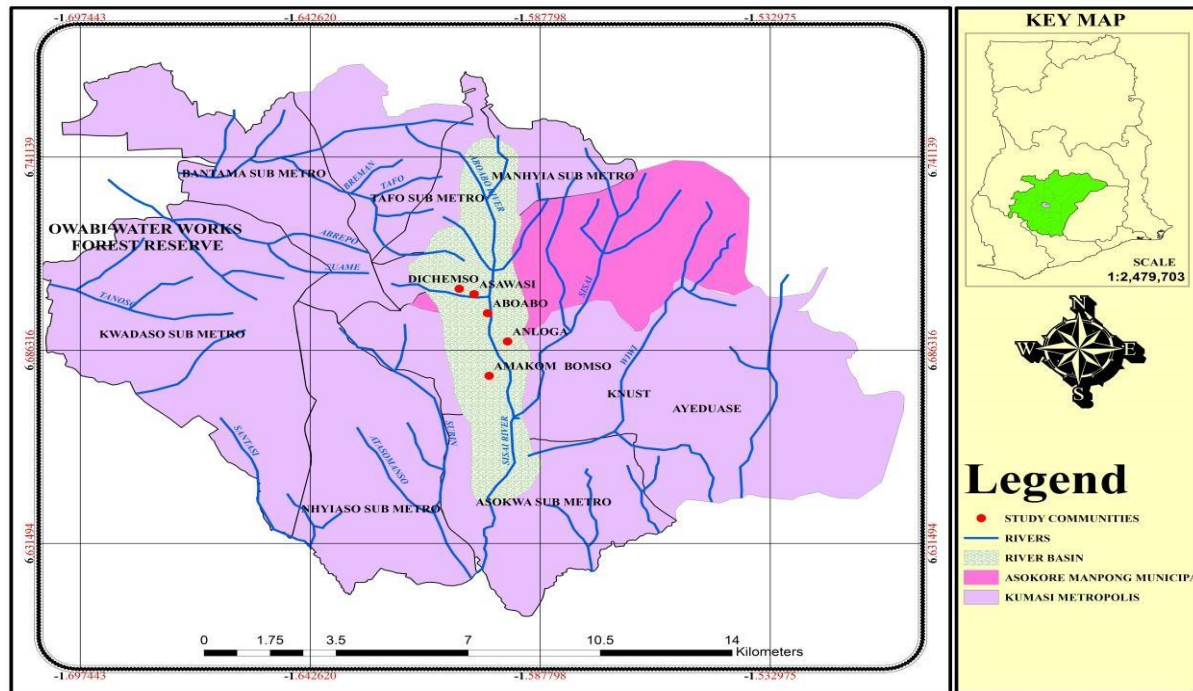 -1.697443 -1.642620 -1.587798 -1.532975
6.741139
6.686316
6.631494
BANTAMA SUB METRO
BREMAN
TAFO
TAFO SUB METRO
ABOABO RIVER
MANHYIA SUB METRO
OWABI WATER WORKS
FOREST RESERVE
ABREPO
SUAME
TANOSO
KWADASO SUB METRO
DICHEMSO
ASAWASI
ABOABO
ANLOGA
AMAKOM BOMSO
SISAI
WIWI
KNUST
AYEDUASE
SANTASI
ATASOMANSO
SUBIN
SISAI RIVER
NHYIASO SUB METRO
ASOKWA SUB METRO
6.741139
6.686316
6.631494
0 1.75 3.5 7 10.5 14
Kilometers
-1.697443 -1.642620 -1.587798 -1.532975
KEY MAP
SCALE
1:2,479,703
N
W E
S
Legend
STUDY COMMUNITIES
RIVERS
RIVER BASIN
ASOKORE MANPONG MUNICIPA
KUMASI METROPOLIS